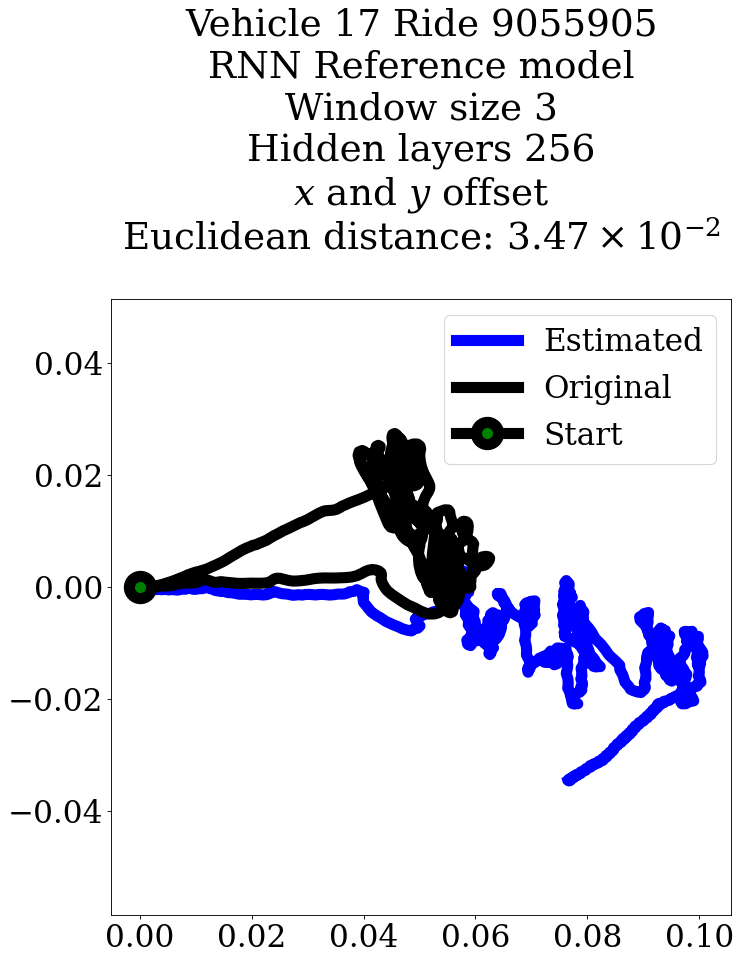 Vehicle 17 Ride 9055905
RNN Reference model
Window size 3
Hidden layers 256
x and y offset
Euclidean distance: 3.47 × 10⁻²
Estimated
Original
Start
0.04
0.02
0.00
−0.02
−0.04
0.00 0.02 0.04 0.06 0.08 0.10